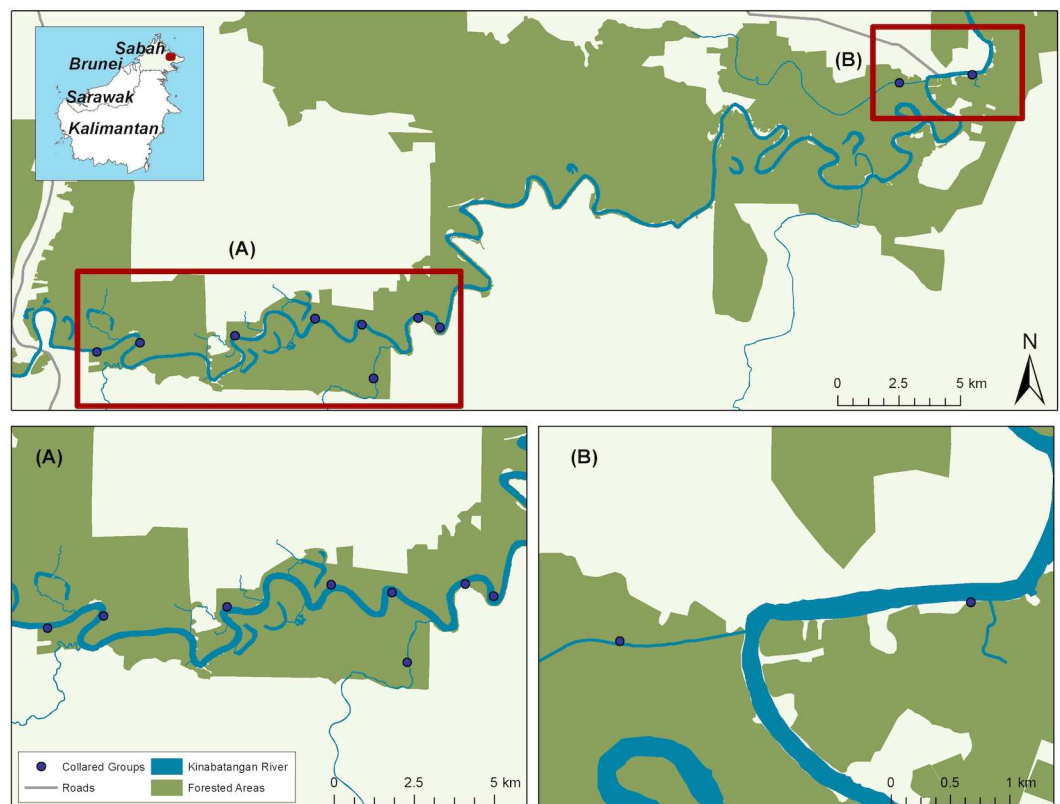 Sabah
Brunei
Sarawak
Kalimantan
(B)
(A)
N
0 2.5 5 km
(A)
(B)
Collared Groups
Kinabatangan River
Roads
Forested Areas
0 2.5 5 km
0 0.5 1 km